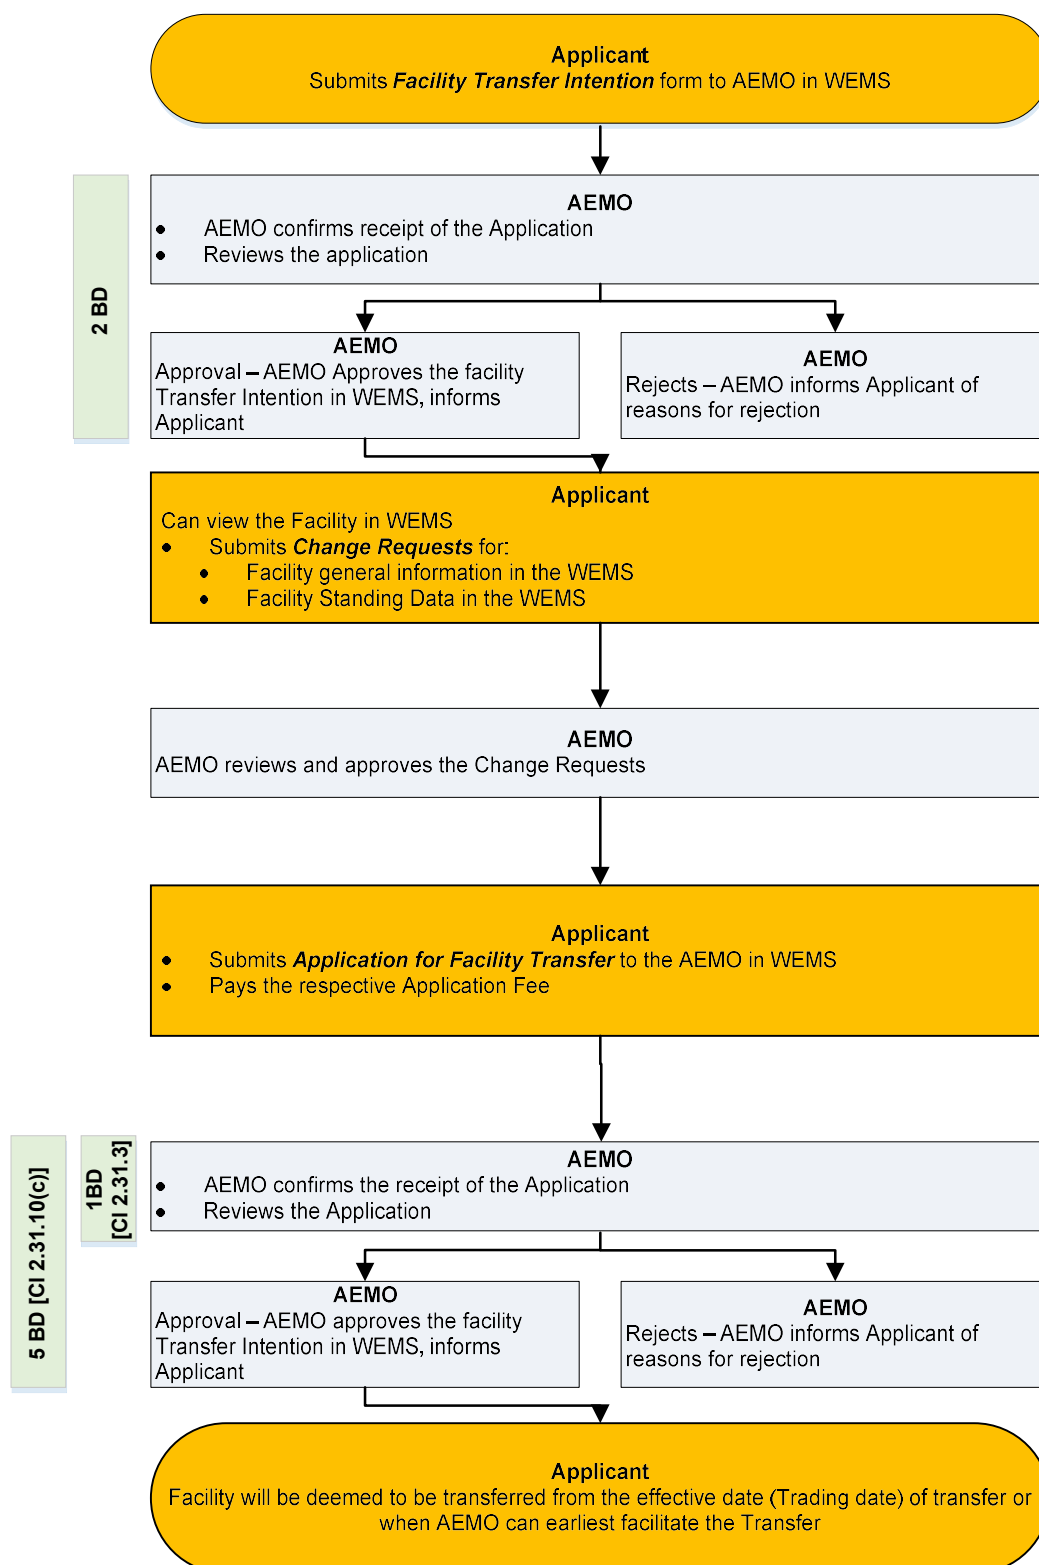 Applicant
Submits Facility Transfer Intention form to AEMO in WEMS
2 BD
AEMO
• AEMO confirms receipt of the Application
• Reviews the application
AEMO
Approval – AEMO Approves the facility
Transfer Intention in WEMS, informs
Applicant
AEMO
Rejects – AEMO informs Applicant of
reasons for rejection
Applicant
Can view the Facility in WEMS
• Submits Change Requests for:
• Facility general information in the WEMS
• Facility Standing Data in the WEMS
AEMO
AEMO reviews and approves the Change Requests
Applicant
• Submits Application for Facility Transfer to the AEMO in WEMS
• Pays the respective Application Fee
5 BD [Cl 2.31.10(c)]
1BD
[Cl 2.31.3]
AEMO
• AEMO confirms the receipt of the Application
• Reviews the Application
AEMO
Approval – AEMO approves the facility
Transfer Intention in WEMS, informs
Applicant
AEMO
Rejects – AEMO informs Applicant of
reasons for rejection
Applicant
Facility will be deemed to be transferred from the effective date (Trading date) of transfer or
when AEMO can earliest facilitate the Transfer